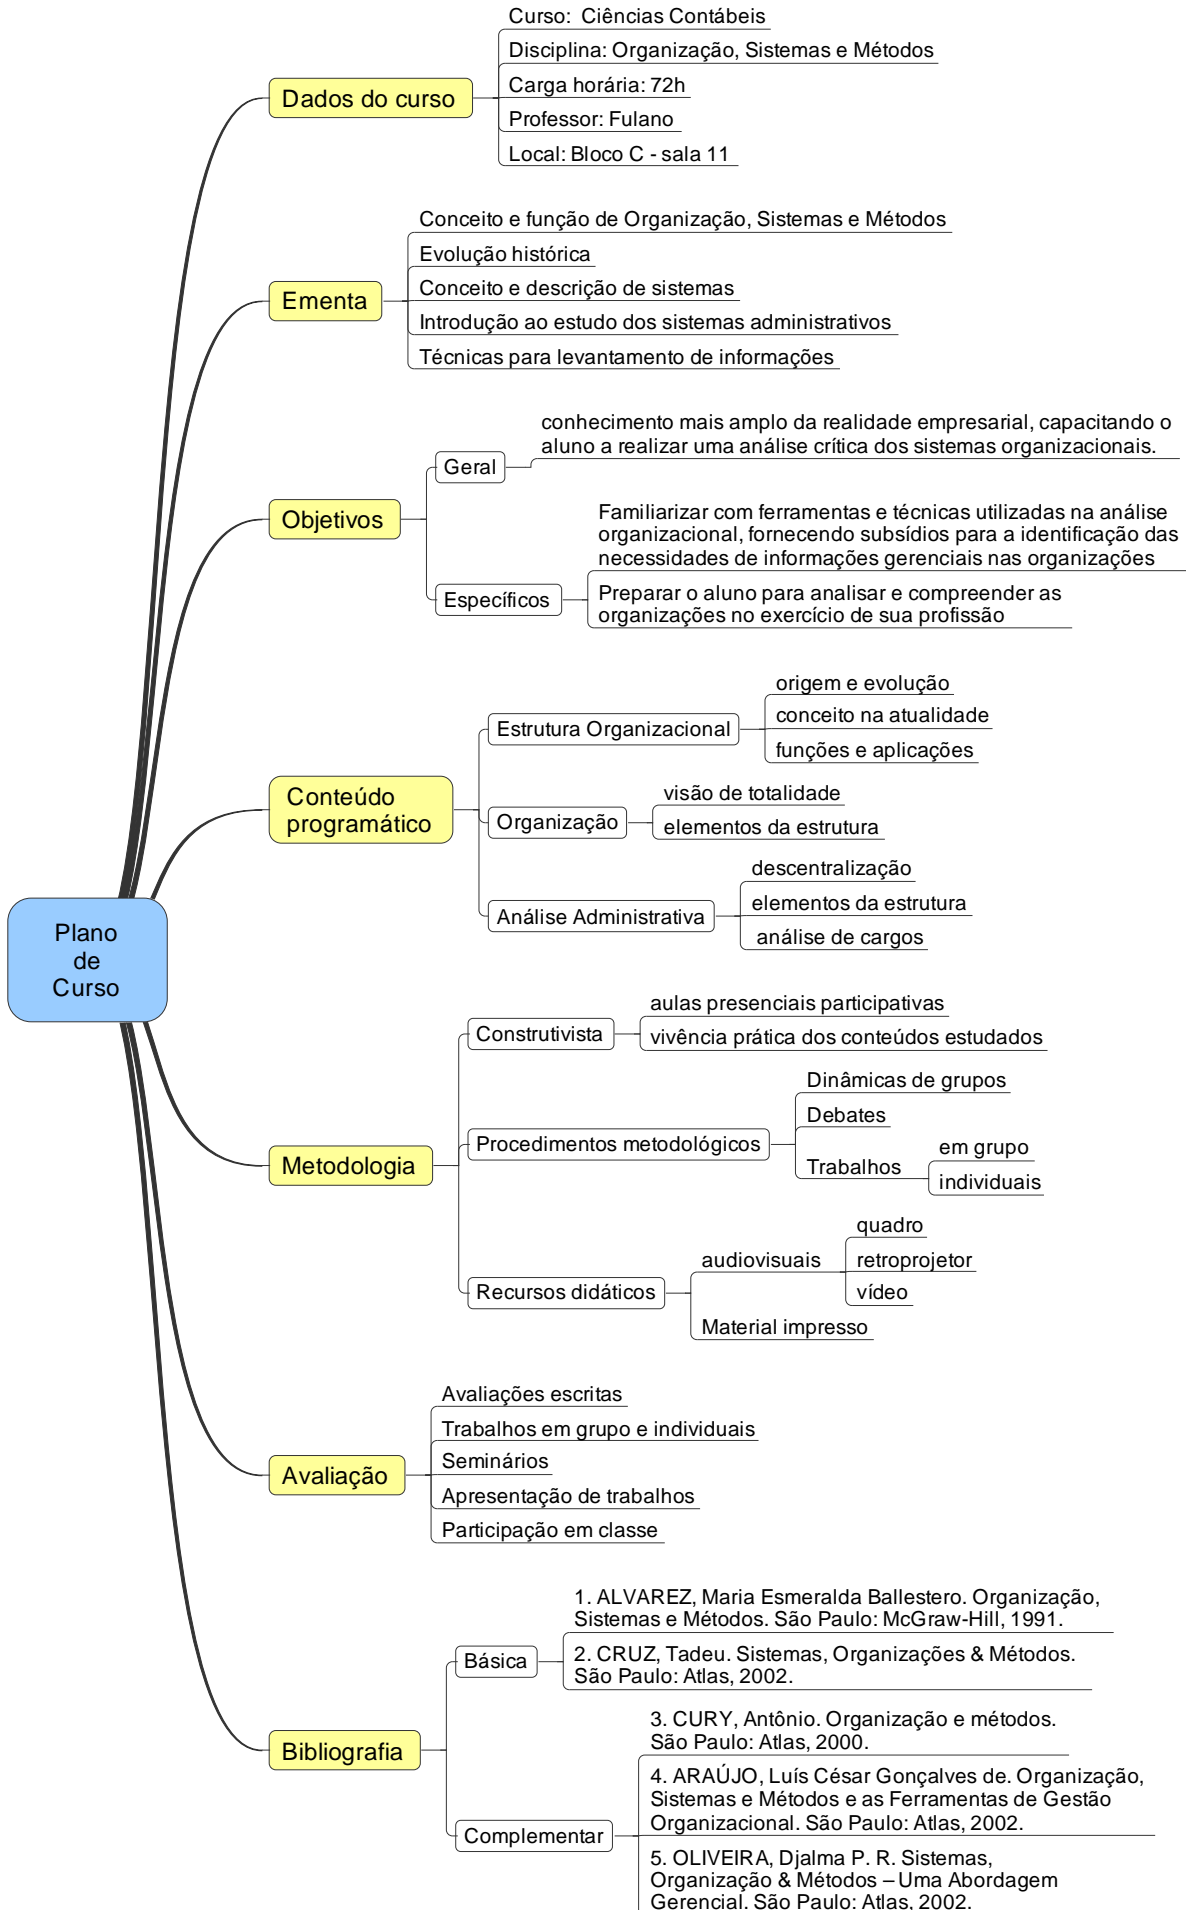 Plano
de
Curso
Dados do curso
Curso:  Ciências Contábeis
Disciplina: Organização, Sistemas e Métodos
Carga horária: 72h
Professor: Fulano
Local: Bloco C - sala 11
Ementa
Conceito e função de Organização, Sistemas e Métodos
Evolução histórica
Conceito e descrição de sistemas
Introdução ao estudo dos sistemas administrativos
Técnicas para levantamento de informações
Objetivos
Geral
conhecimento mais amplo da realidade empresarial, capacitando o
aluno a realizar uma análise crítica dos sistemas organizacionais.
Específicos
Familiarizar com ferramentas e técnicas utilizadas na análise
organizacional, fornecendo subsídios para a identificação das
necessidades de informações gerenciais nas organizações
Preparar o aluno para analisar e compreender as
organizações no exercício de sua profissão
Conteúdo
programático
Estrutura Organizacional
origem e evolução
conceito na atualidade
funções e aplicações
Organização
visão de totalidade
elementos da estrutura
Análise Administrativa
descentralização
elementos da estrutura
análise de cargos
Metodologia
Construtivista
aulas presenciais participativas
vivência prática dos conteúdos estudados
Procedimentos metodológicos
Dinâmicas de grupos
Debates
Trabalhos
em grupo
individuais
Recursos didáticos
audiovisuais
quadro
retroprojetor
vídeo
Material impresso
Avaliação
Avaliações escritas
Trabalhos em grupo e individuais
Seminários
Apresentação de trabalhos
Participação em classe
Bibliografia
Básica
1. ALVAREZ, Maria Esmeralda Ballestero. Organização,
Sistemas e Métodos. São Paulo: McGraw-Hill, 1991.
2. CRUZ, Tadeu. Sistemas, Organizações & Métodos.
São Paulo: Atlas, 2002.
Complementar
3. CURY, Antônio. Organização e métodos.
São Paulo: Atlas, 2000.
4. ARAÚJO, Luís César Gonçalves de. Organização,
Sistemas e Métodos e as Ferramentas de Gestão
Organizacional. São Paulo: Atlas, 2002.
5. OLIVEIRA, Djalma P. R. Sistemas,
Organização & Métodos – Uma Abordagem
Gerencial. São Paulo: Atlas, 2002.